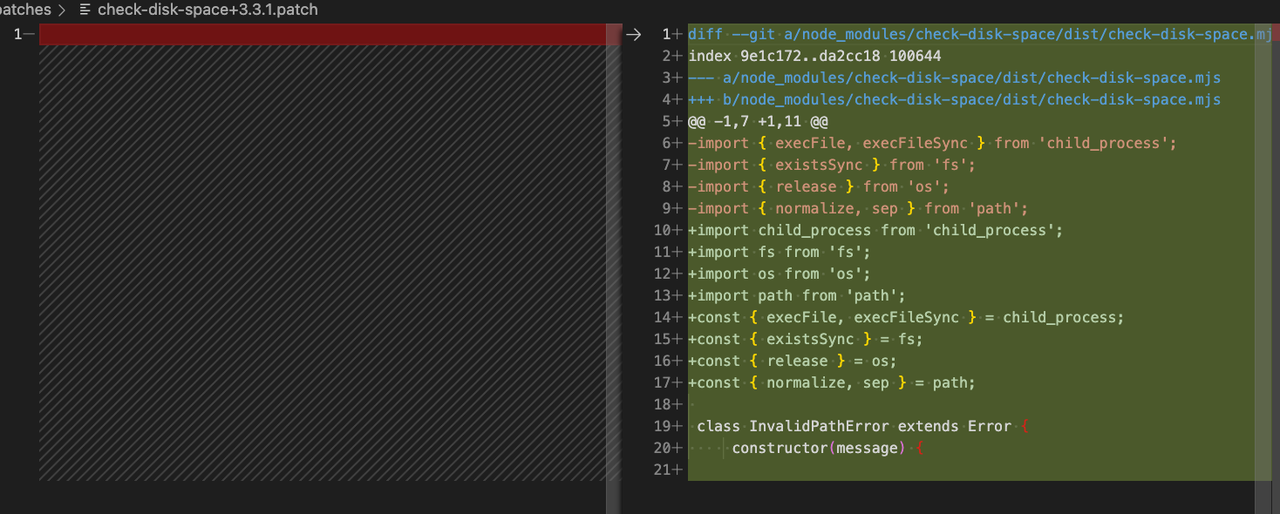 patches > check-disk-space+3.3.1.patch
1— → 1+ diff --git a/node_modules/check-disk-space/dist/check-disk-space.mj
2+ index 9e1c172..da2cc18 100644
3+ --- a/node_modules/check-disk-space/dist/check-disk-space.mjs
4+ +++ b/node_modules/check-disk-space/dist/check-disk-space.mjs
5+ @@ -1,7 +1,11 @@
6+ -import { execFile, execFileSync } from 'child_process';
7+ -import { existsSync } from 'fs';
8+ -import { release } from 'os';
9+ -import { normalize, sep } from 'path';
10+ +import child_process from 'child_process';
11+ +import fs from 'fs';
12+ +import os from 'os';
13+ +import path from 'path';
14+ +const { execFile, execFileSync } = child_process;
15+ +const { existsSync } = fs;
16+ +const { release } = os;
17+ +const { normalize, sep } = path;
18+
19+  class InvalidPathError extends Error {
20+      constructor(message) {
21+